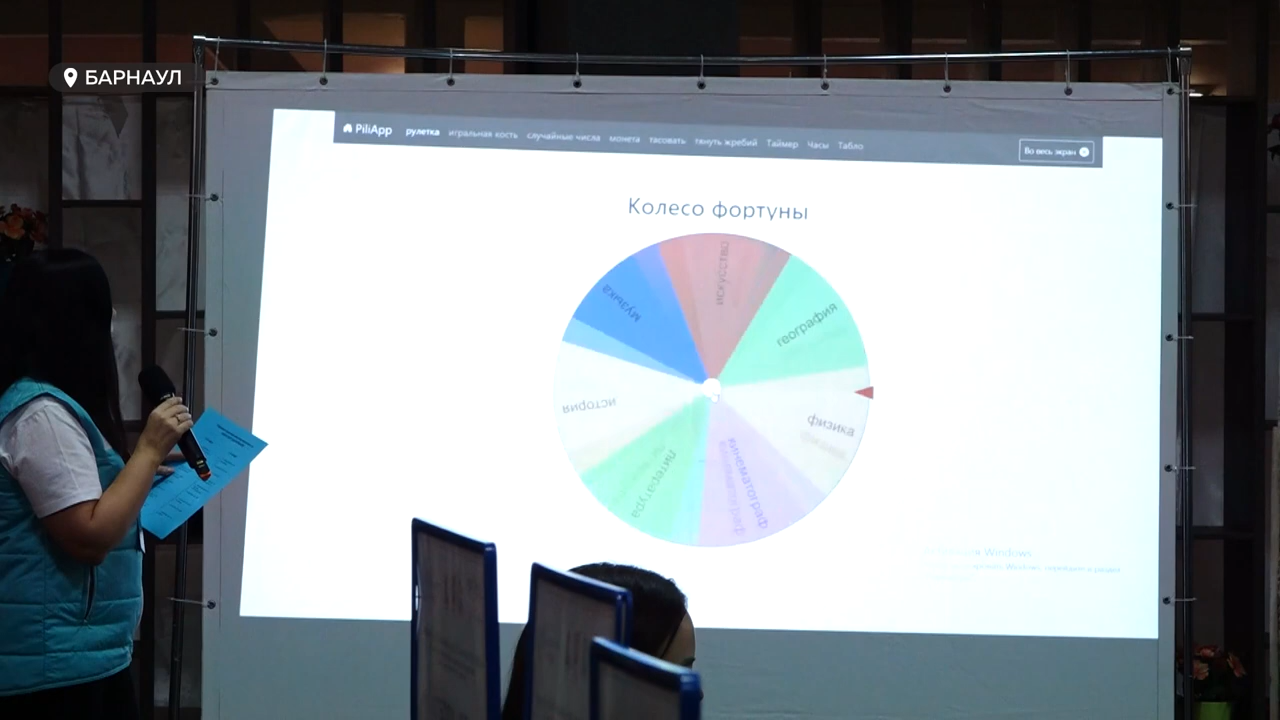 БАРНАУЛ
PiliApp рулетка игральная кость случайные числа монета тасовать тянуть жребий Таймер Часы Табло
Во весь экран
Колесо фортуны
искусство
география
физика
кинематограф
литература
история
музыка
Windows